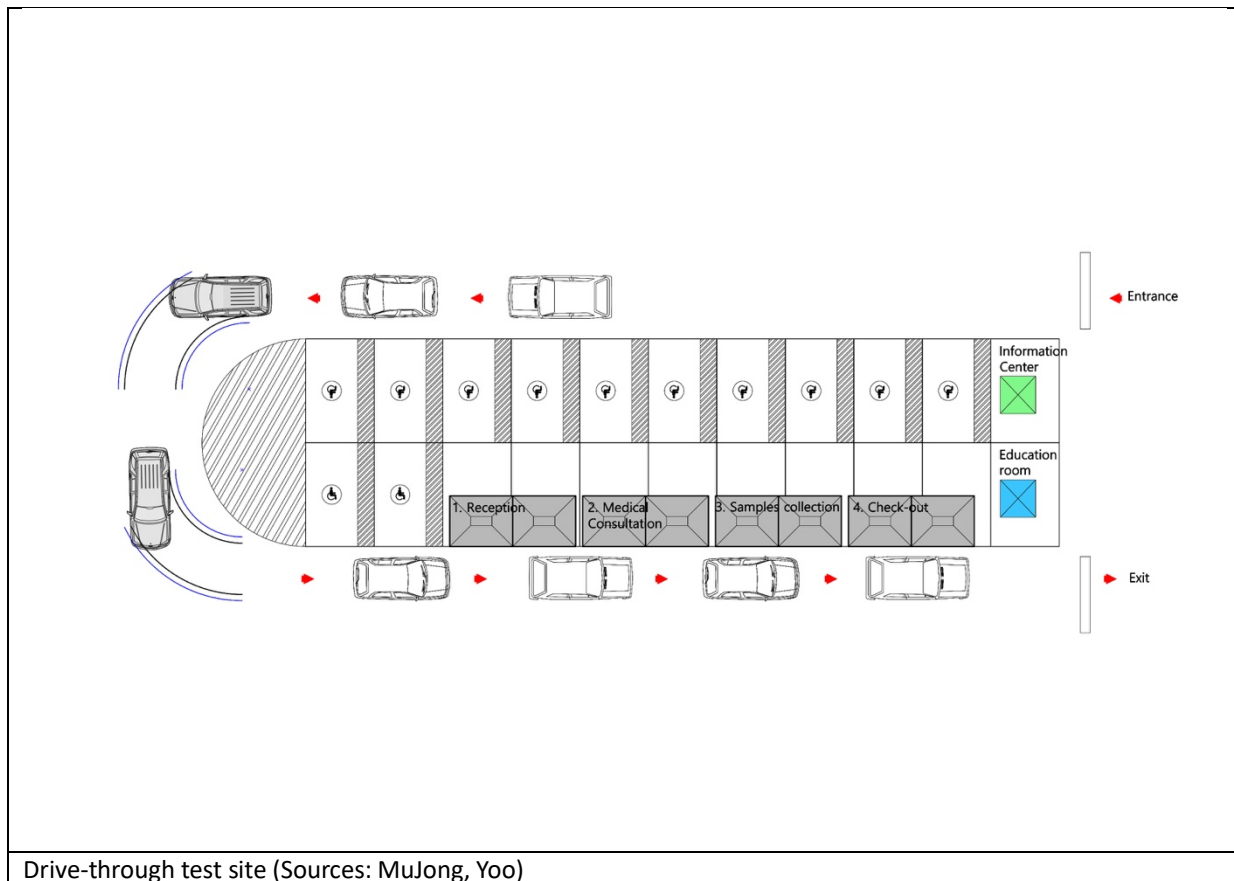 Entrance
Information
Center
Education
room
1. Reception
2. Medical
Consultation
3. Samples collection
4. Check-out
Exit
Drive-through test site (Sources: MuJong, Yoo)